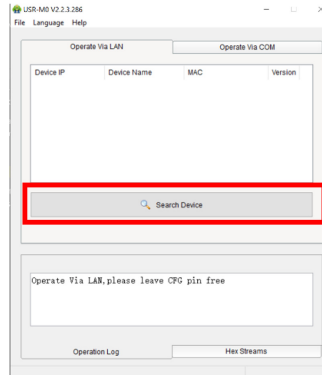 USR-M0 V2.2.3.286
File Language Help
Operate Via LAN Operate Via COM
Device IP Device Name MAC Version
Search Device
Operate Via LAN,please leave CFG pin free
Operation Log Hex Streams